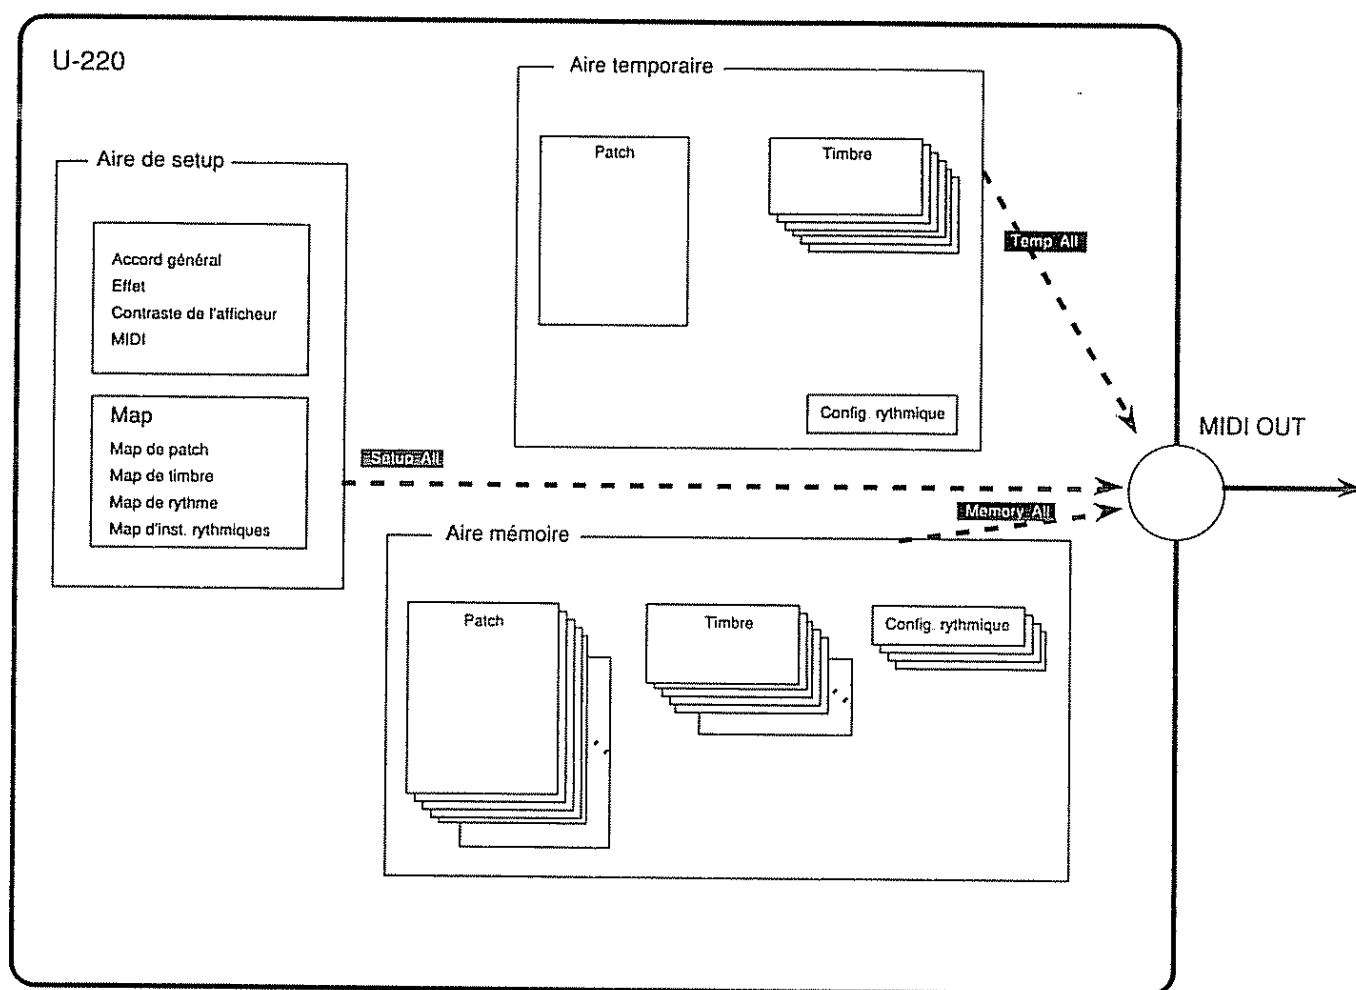 U-220
Aire temporaire
Patch
Timbre
Aire de setup
Accord général
Effet
Contraste de l'afficheur
MIDI
Temp All
Config. rythmique
Map
Map de patch
Map de timbre
Map de rythme
Map d'inst. rythmiques
Setup All
MIDI OUT
Memory All
Aire mémoire
Patch
Timbre
Config. rythmique